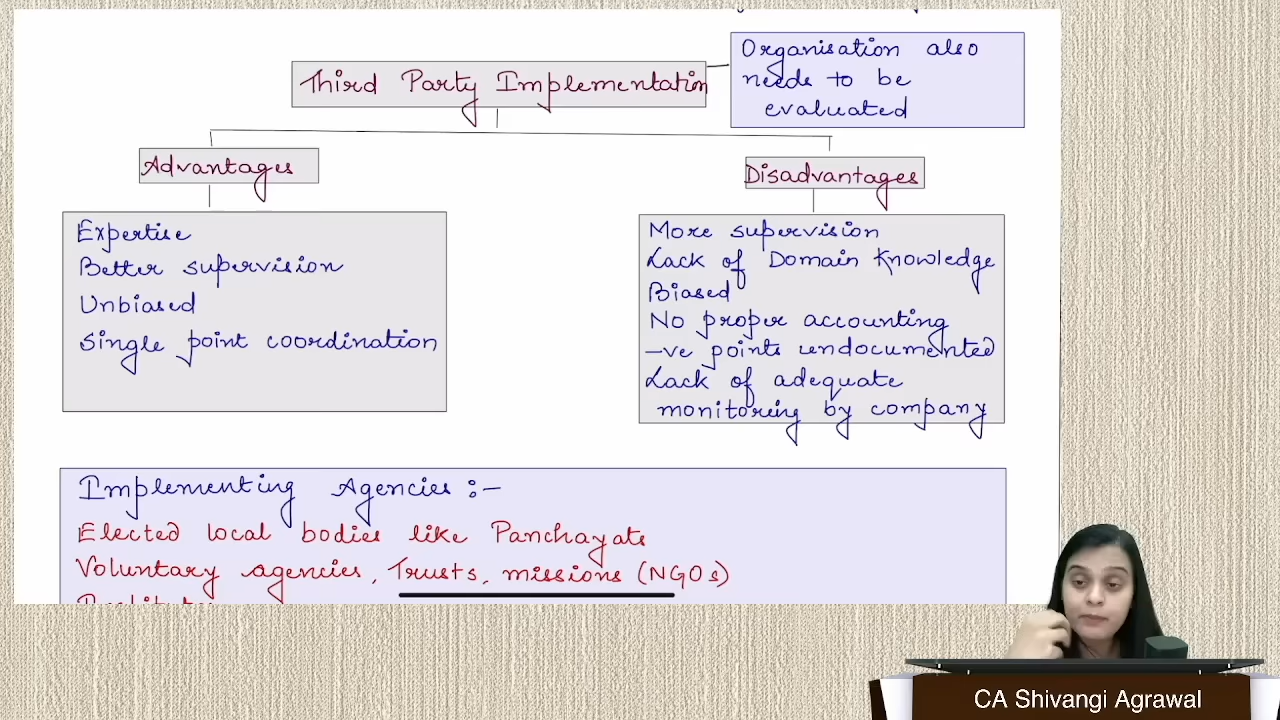 Third Party Implementation
Organisation also
needs to be
evaluated
Advantages
Expertise
Better supervision
Unbiased
Single point coordination
Disadvantages
More supervision
Lack of Domain Knowledge
Biased
No proper accounting
-ve points undocumented
Lack of adequate
monitoring by company
Implementing Agencies :-
Elected local bodies like Panchayats
Voluntary agencies, Trusts, missions (NGOs)
CA Shivangi Agrawal